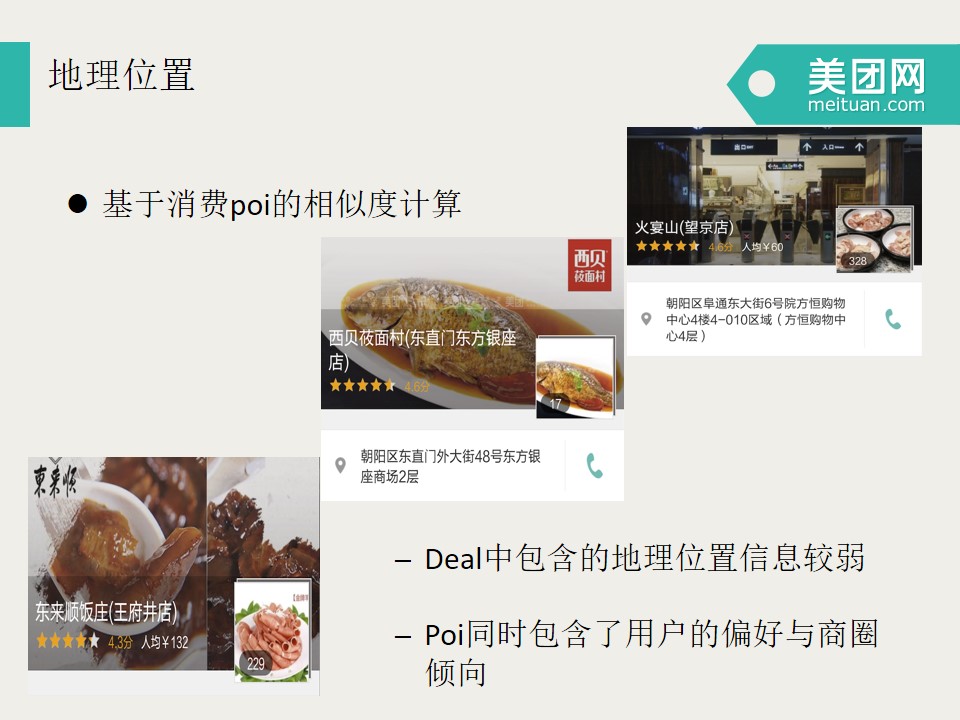 地理位置
美团网
meituan.com
● 基于消费poi的相似度计算
出口
入口
火宴山(望京店)
4.6分 人均￥60
328
朝阳区阜通东大街6号院方恒购物
中心4楼4-010区域（方恒购物中
心4层）
西贝
莜面村
西贝莜面村(东直门东方银座
店)
4.6分
17
朝阳区东直门外大街48号东方银
座商场2层
東来顺
东来顺饭庄(王府井店)
4.3分 人均￥132
229
– Deal中包含的地理位置信息较弱
– Poi同时包含了用户的偏好与商圈
倾向